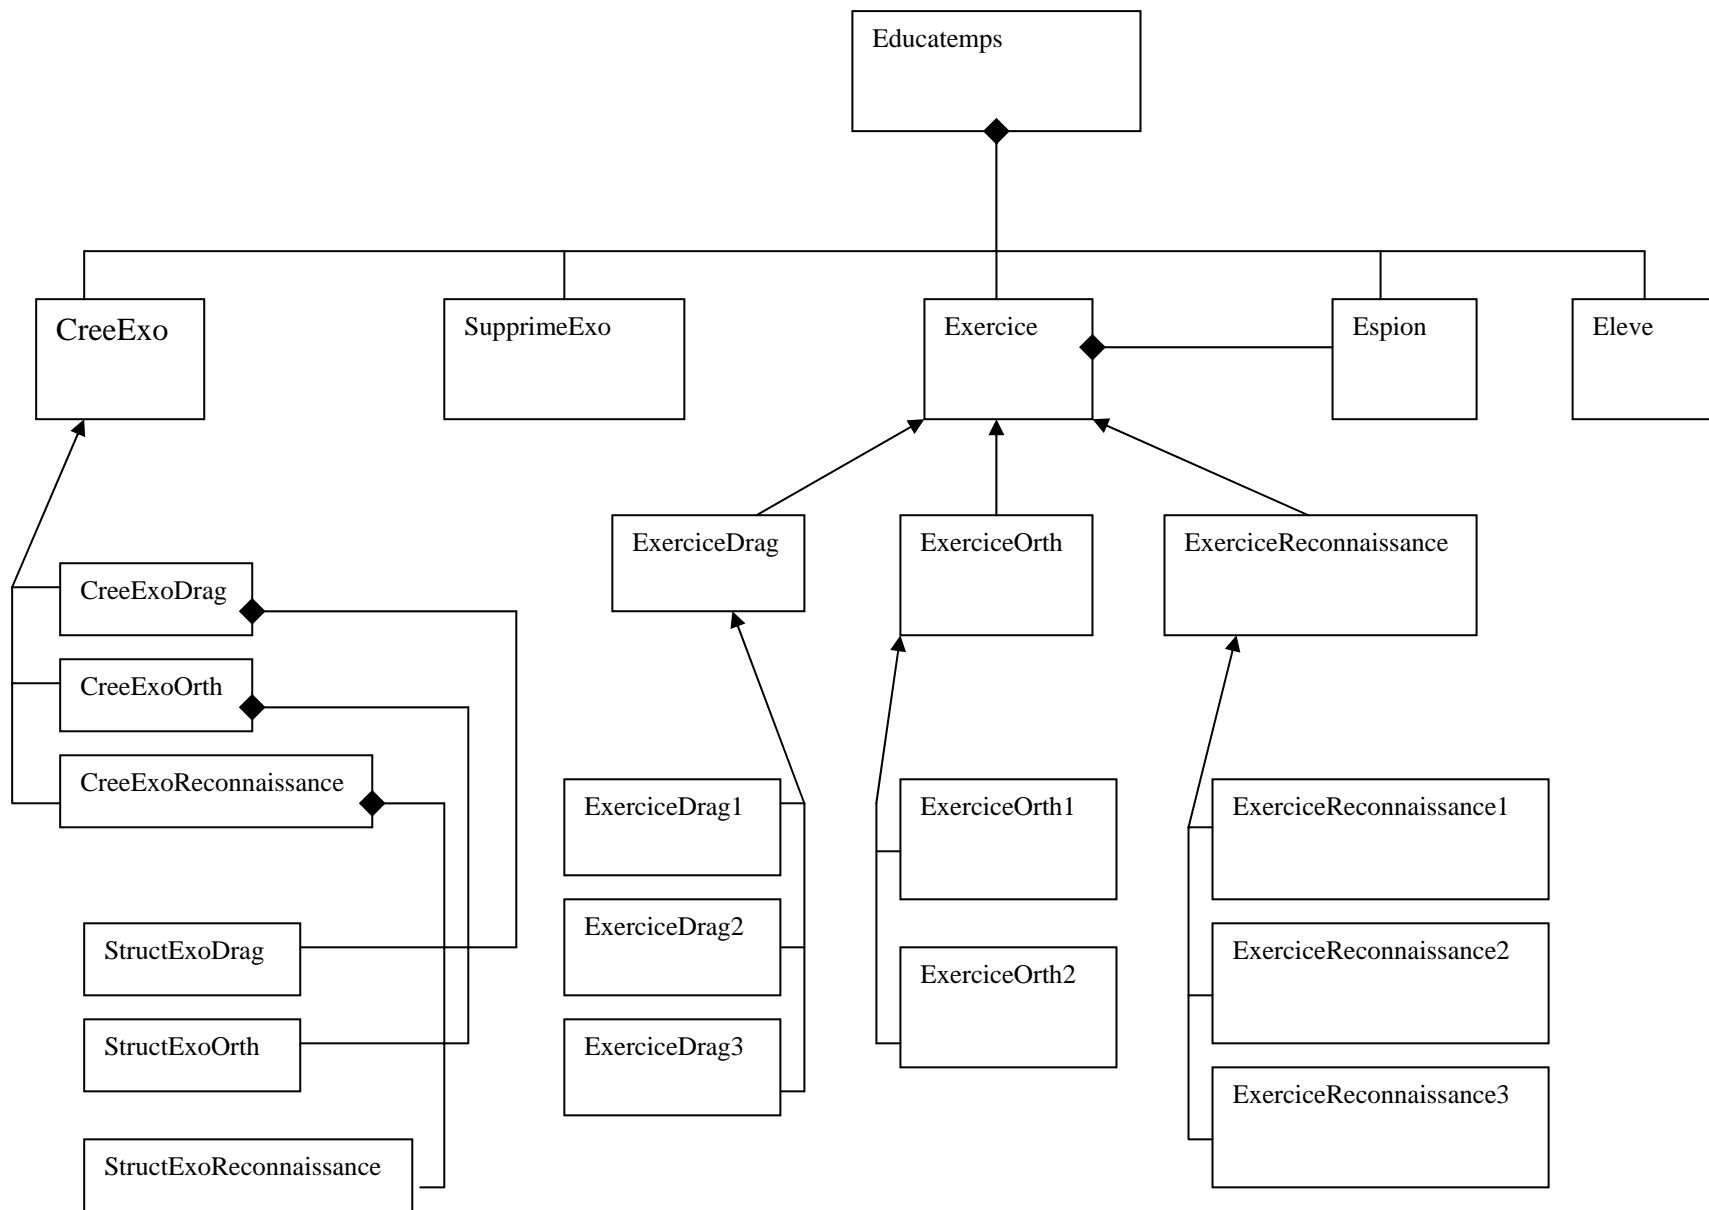 Educatemps
CreeExo
SupprimeExo
Exercice
Espion
Eleve
ExerciceDrag
ExerciceOrth
ExerciceReconnaissance
CreeExoDrag
CreeExoOrth
CreeExoReconnaissance
ExerciceDrag1
ExerciceOrth1
ExerciceReconnaissance1
StructExoDrag
ExerciceDrag2
ExerciceOrth2
ExerciceReconnaissance2
StructExoOrth
ExerciceDrag3
ExerciceReconnaissance3
StructExoReconnaissance